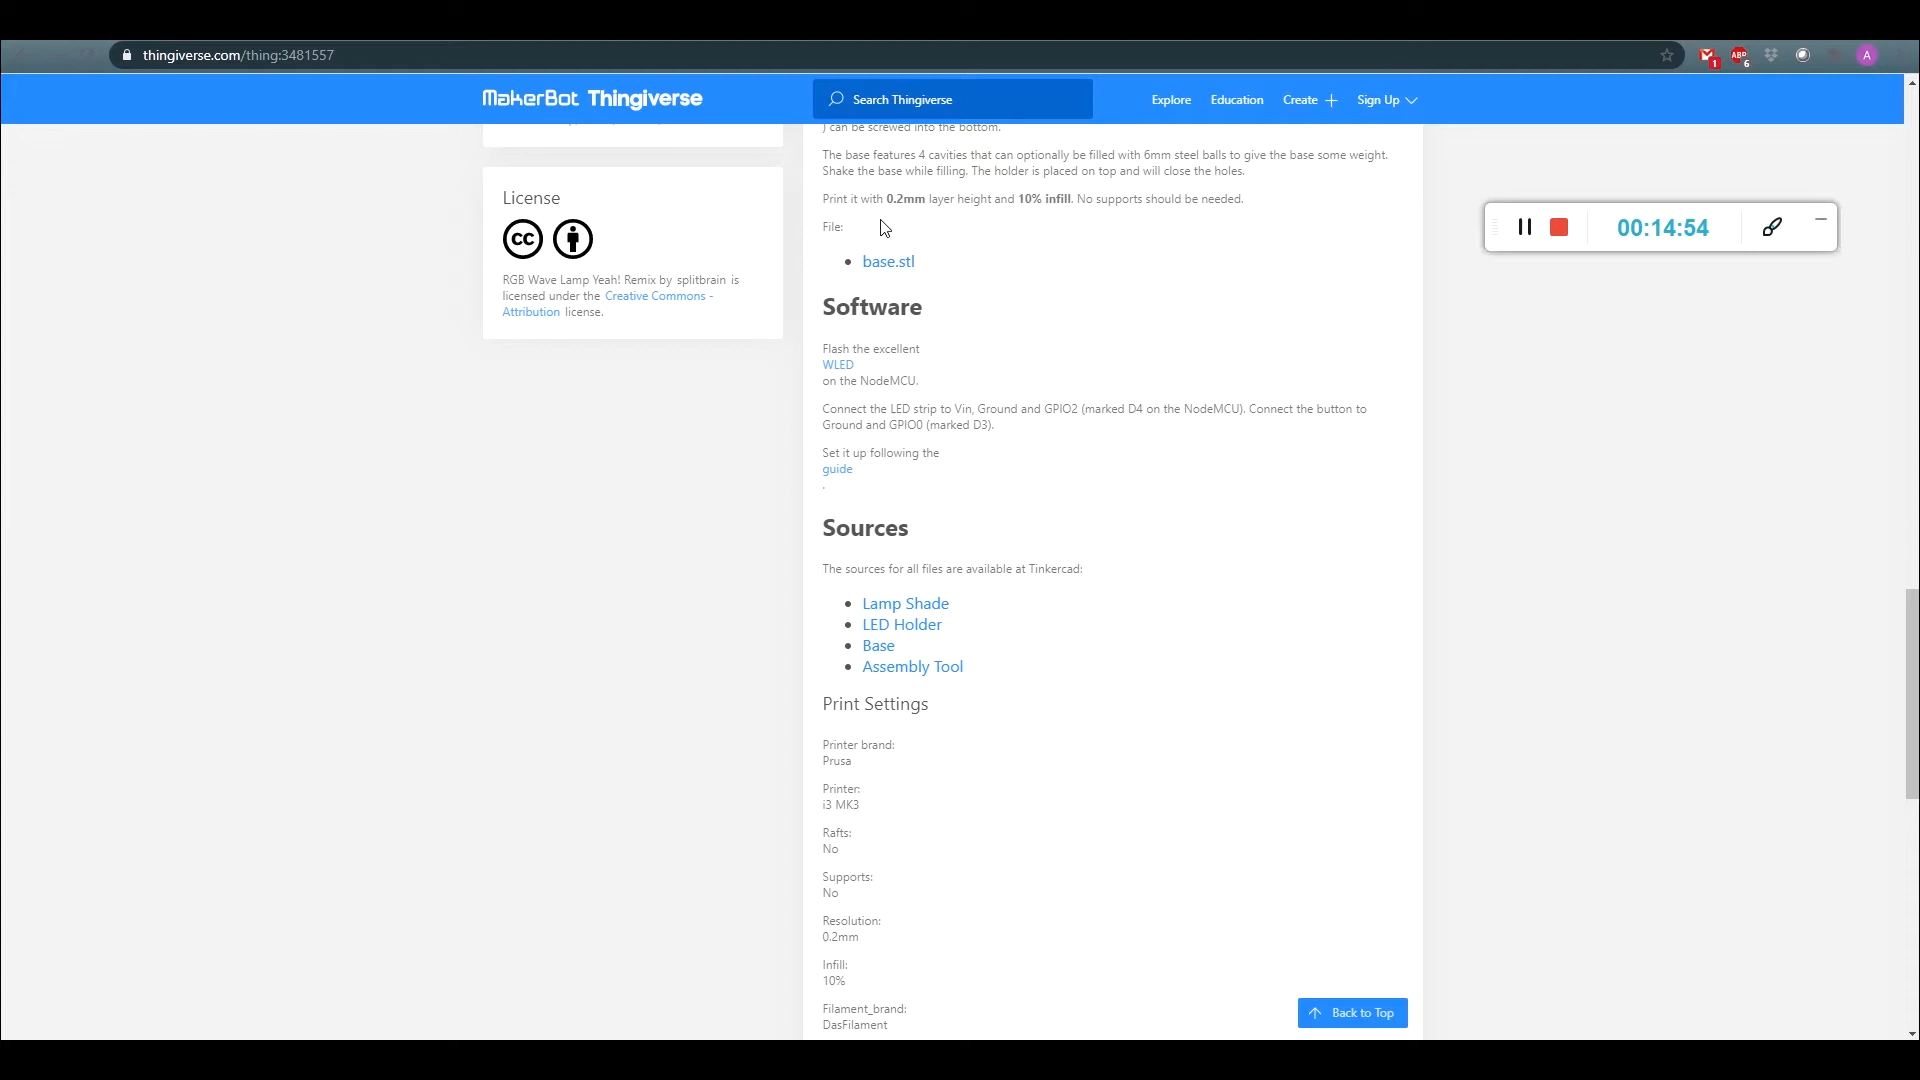 thingiverse.com/thing:3481557
1
ABP
6
A
MakerBot Thingiverse
Search Thingiverse
Explore
Education
Create
Sign Up
) can be screwed into the bottom.
The base features 4 cavities that can optionally be filled with 6mm steel balls to give the base some weight.
Shake the base while filling. The holder is placed on top and will close the holes.
Print it with 0.2mm layer height and 10% infill. No supports should be needed.
File:
base.stl
License
cc
RGB Wave Lamp Yeah! Remix by splitbrain is
licensed under the Creative Commons -
Attribution license.
00:14:54
Software
Flash the excellent
WLED
on the NodeMCU.
Connect the LED strip to Vin, Ground and GPIO2 (marked D4 on the NodeMCU). Connect the button to
Ground and GPIO0 (marked D3).
Set it up following the
guide
.
Sources
The sources for all files are available at Tinkercad:
Lamp Shade
LED Holder
Base
Assembly Tool
Print Settings
Printer brand:
Prusa
Printer:
i3 MK3
Rafts:
No
Supports:
No
Resolution:
0.2mm
Infill:
10%
Filament_brand:
DasFilament
Back to Top